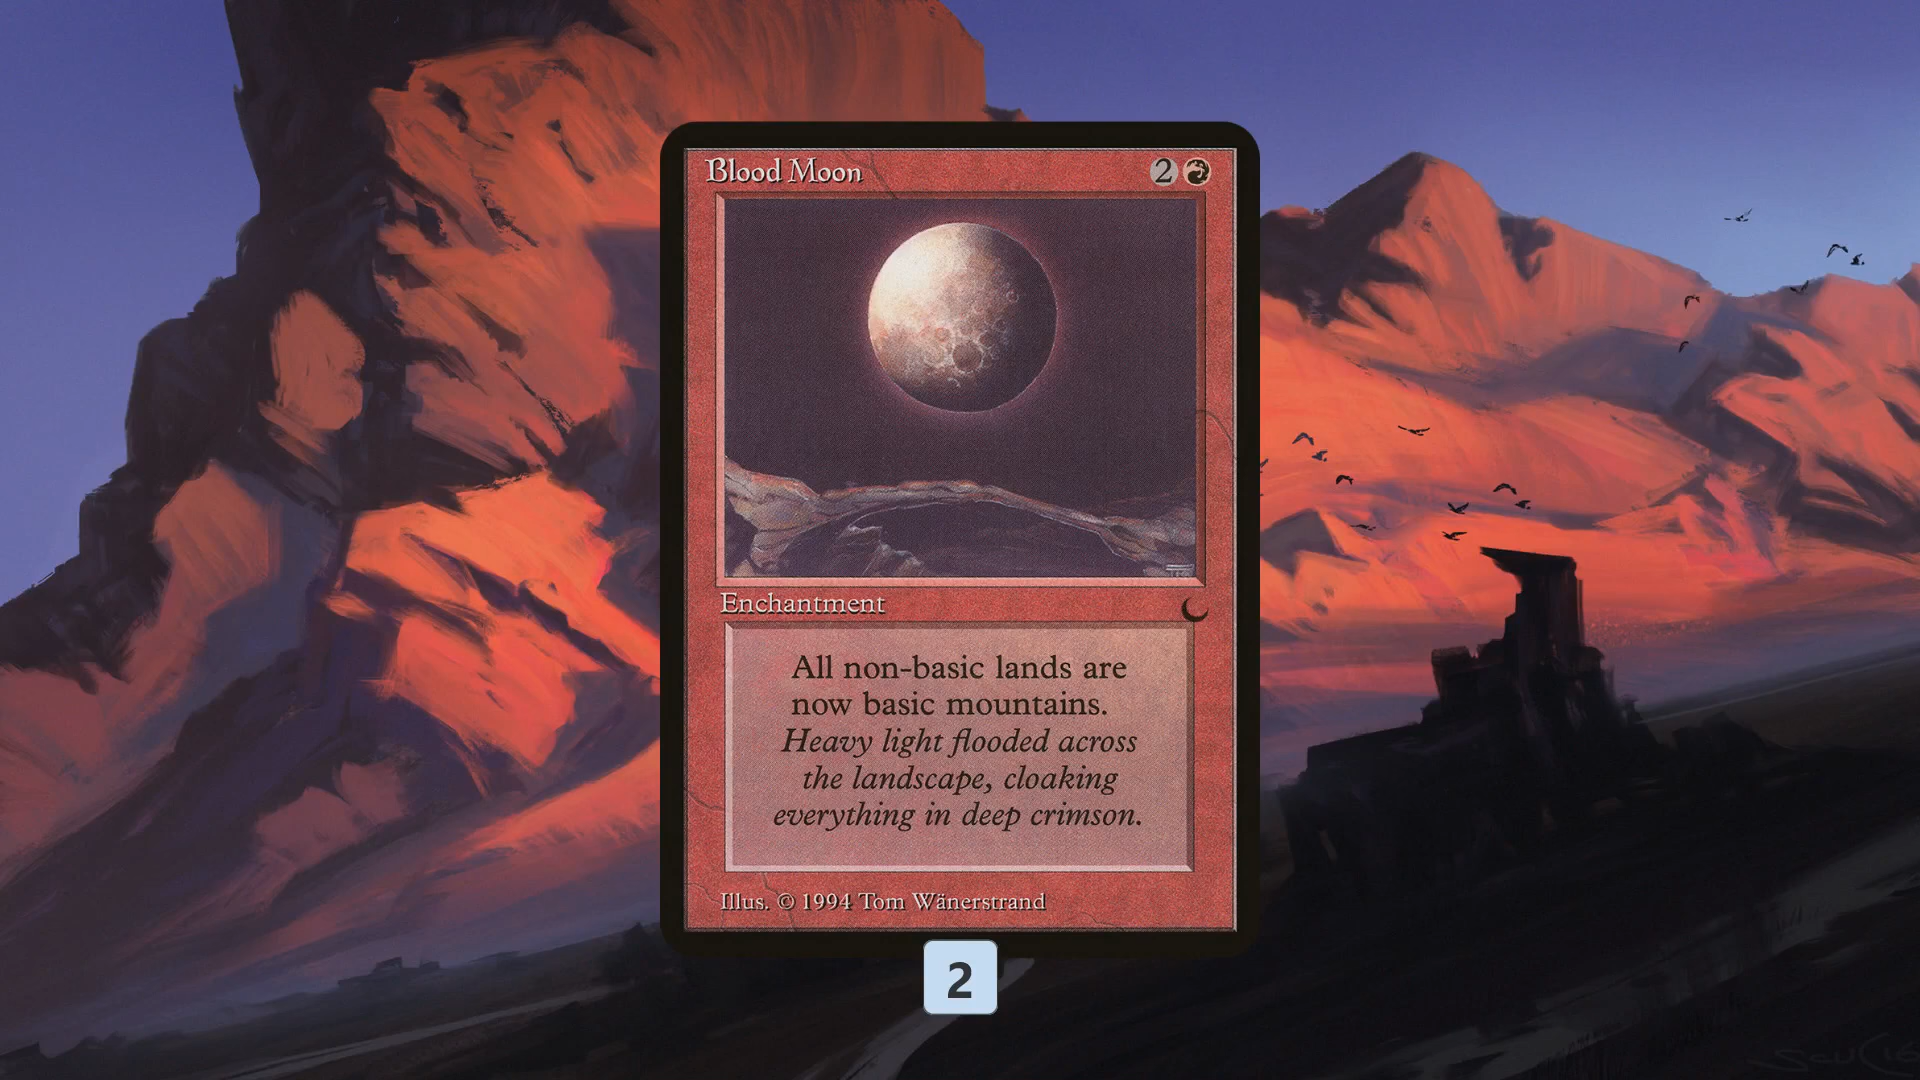 Blood Moon 2
Enchantment
All non-basic lands are
now basic mountains.
Heavy light flooded across
the landscape, cloaking
everything in deep crimson.
Illus. © 1994 Tom Wänerstrand
2